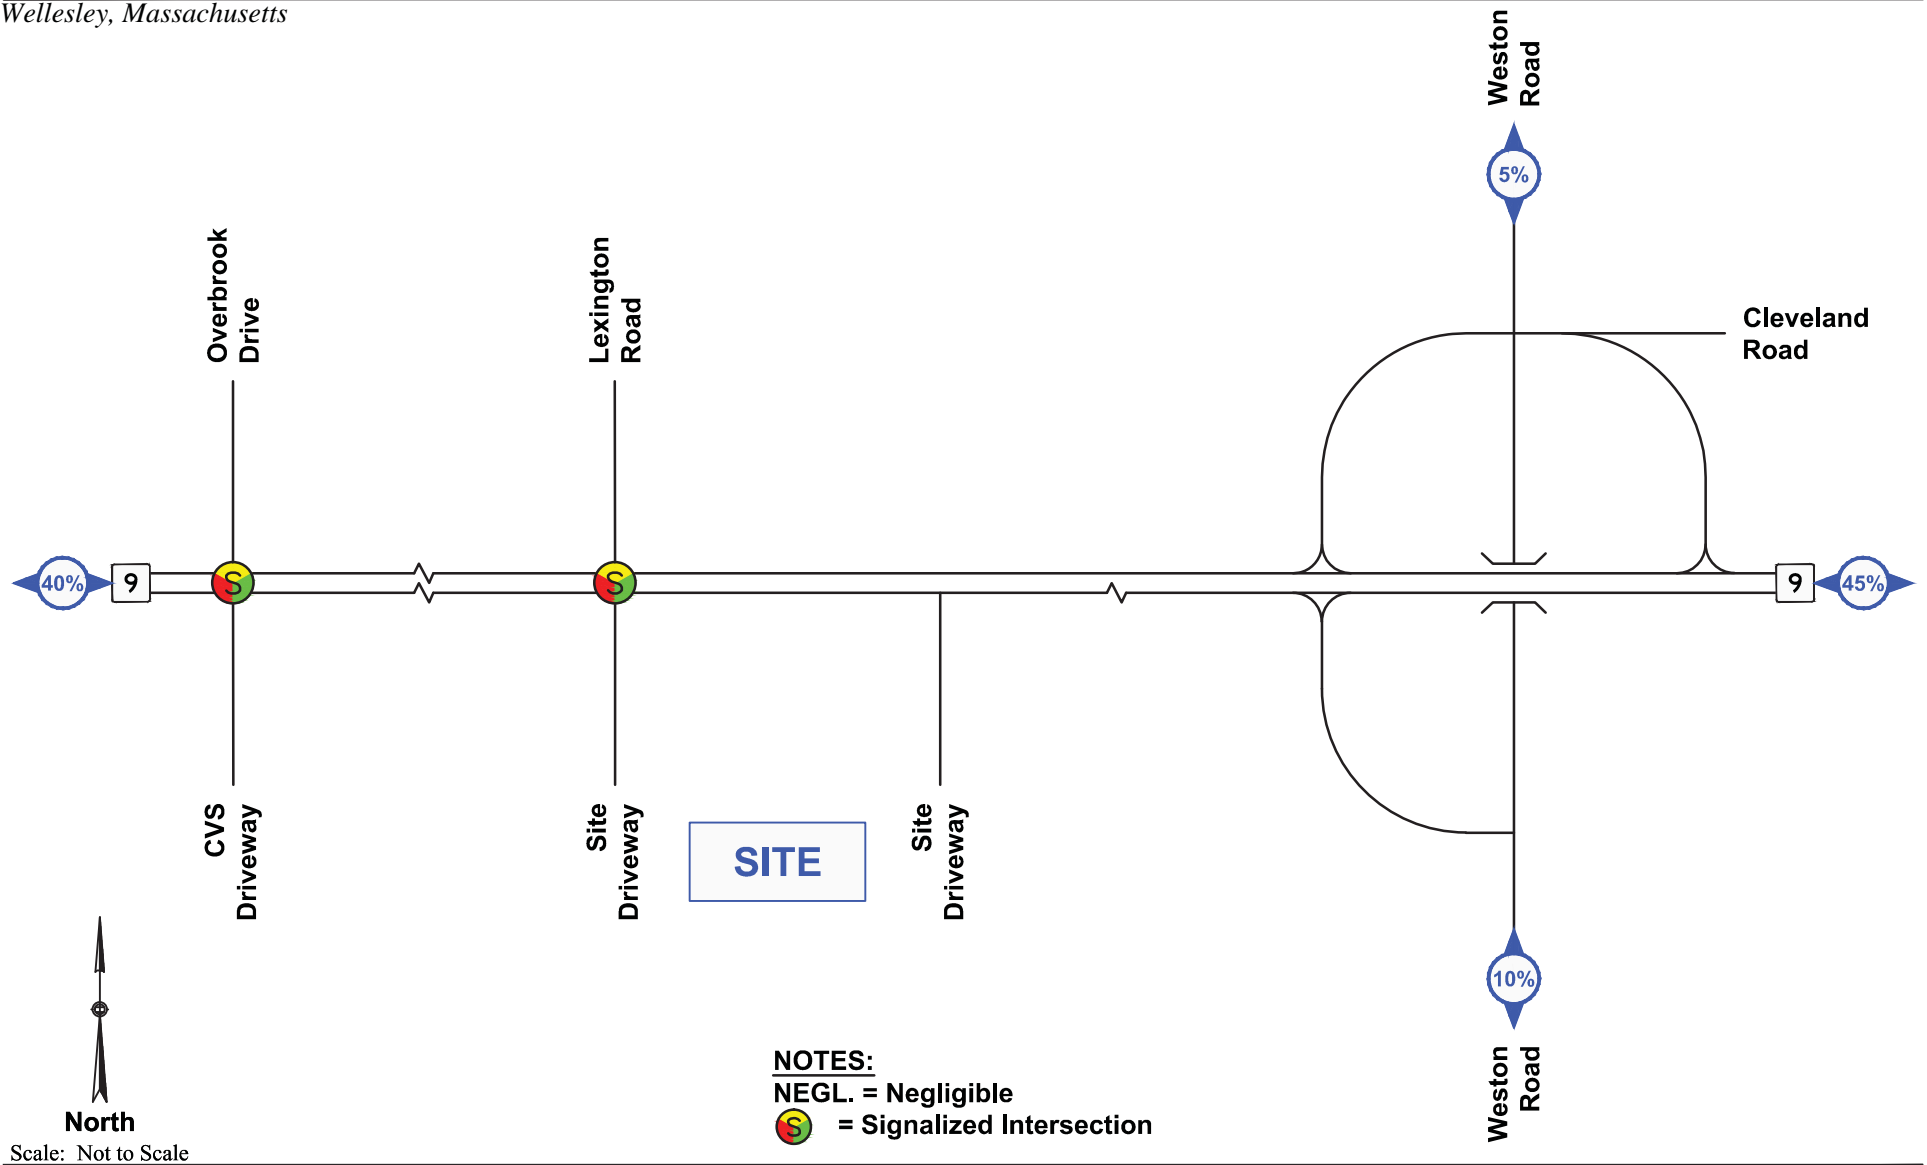 Wellesley, Massachusetts
Weston
Road
5%
Overbrook
Drive
Lexington
Road
Cleveland
Road
40%
9
S
S
9
45%
CVS
Driveway
Site
Driveway
SITE
Site
Driveway
10%
Weston
Road
North
Scale: Not to Scale
NOTES:
NEGL. = Negligible
S = Signalized Intersection